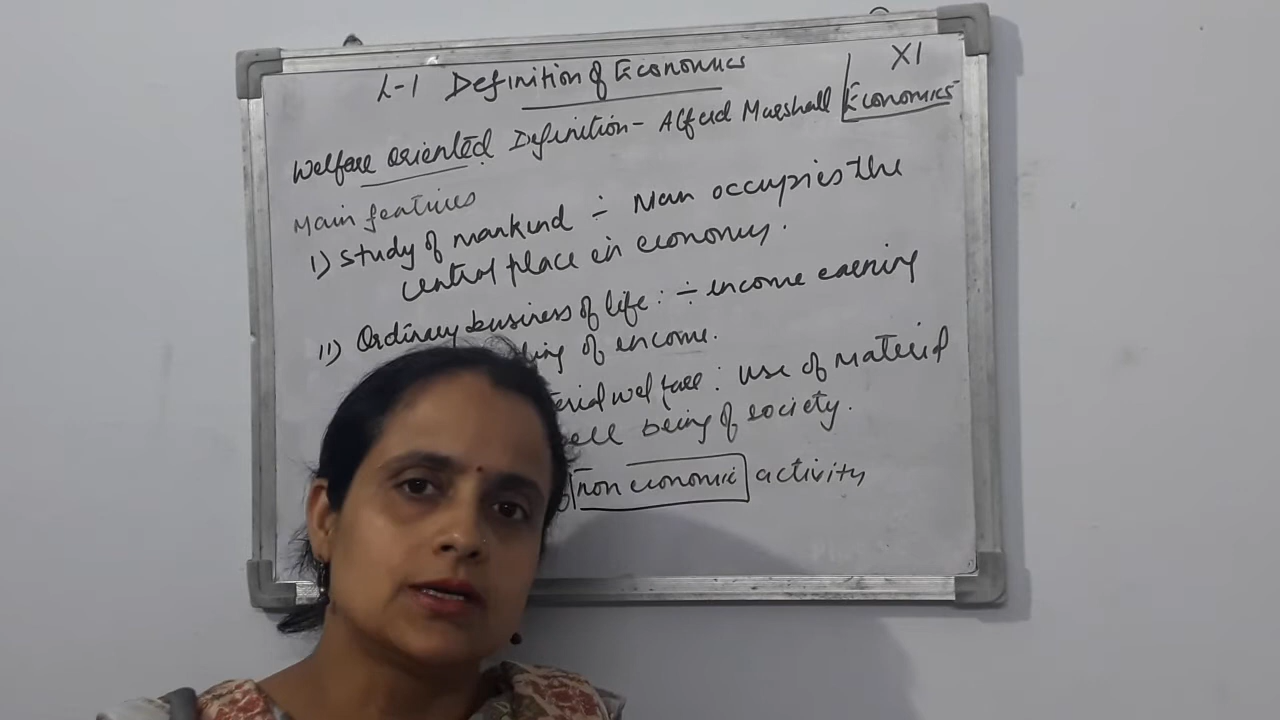 L-1 Definition of Economics
XI
Economics
Welfare oriented Definition - Alfred Marshall
Main features
I) Study of mankind ÷ Man occupies the
central place in economy.
II) Ordinary business of life : ÷ income earning
of income.
welfare : use of material
being of society.
non economic activity